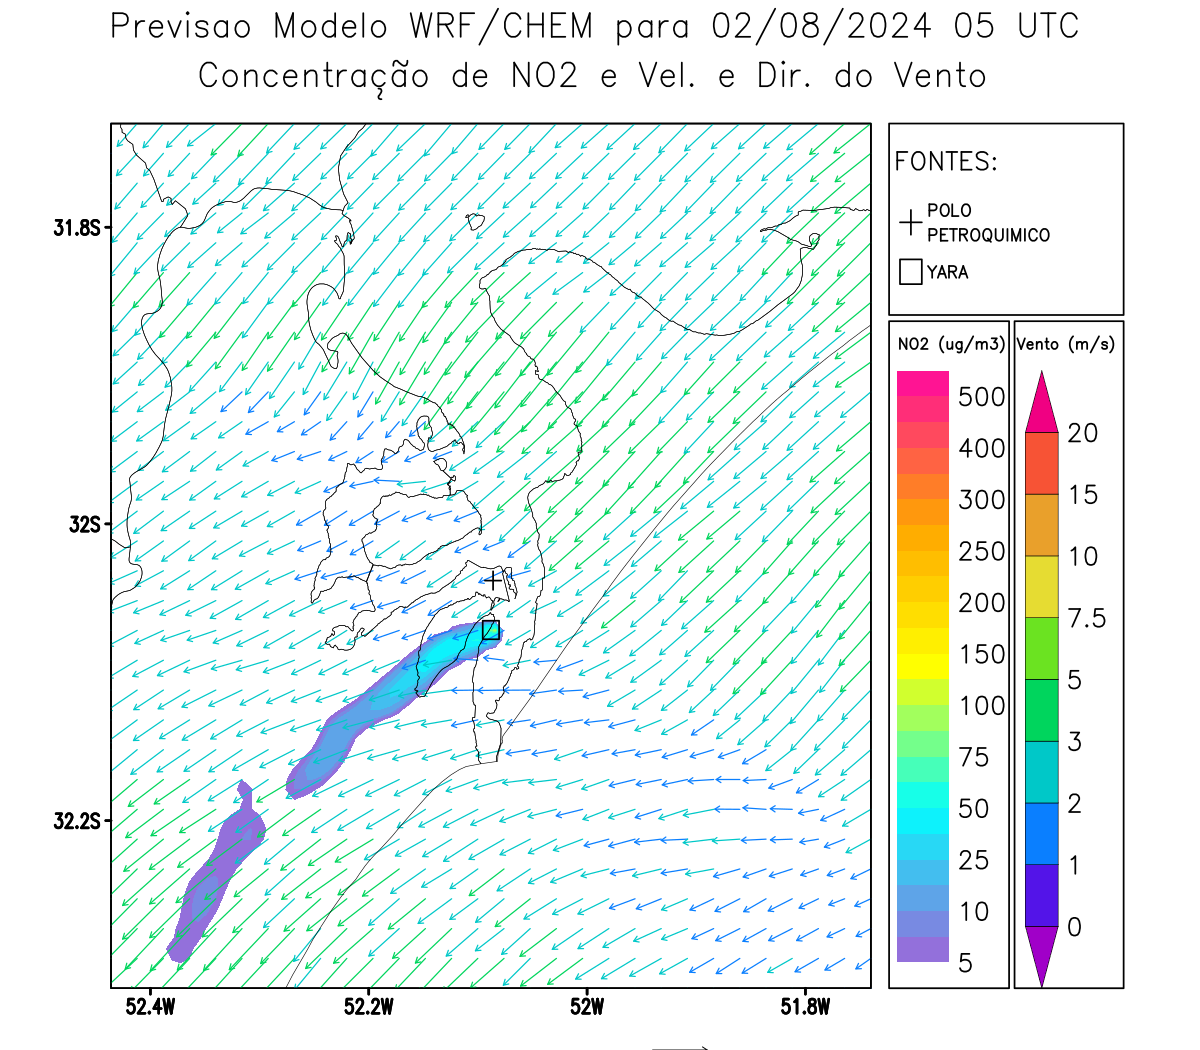 Previsao Modelo WRF/CHEM para 02/08/2024 05 UTC
Concentração de NO2 e Vel. e Dir. do Vento
FONTES:
POLO
PETROQUIMICO
YARA
NO2 (ug/m3)
500
400
300
250
200
150
100
75
50
25
10
5
Vento (m/s)
20
15
10
7.5
5
3
2
1
0
31.8S
32S
32.2S
52.4W
52.2W
52W
51.8W